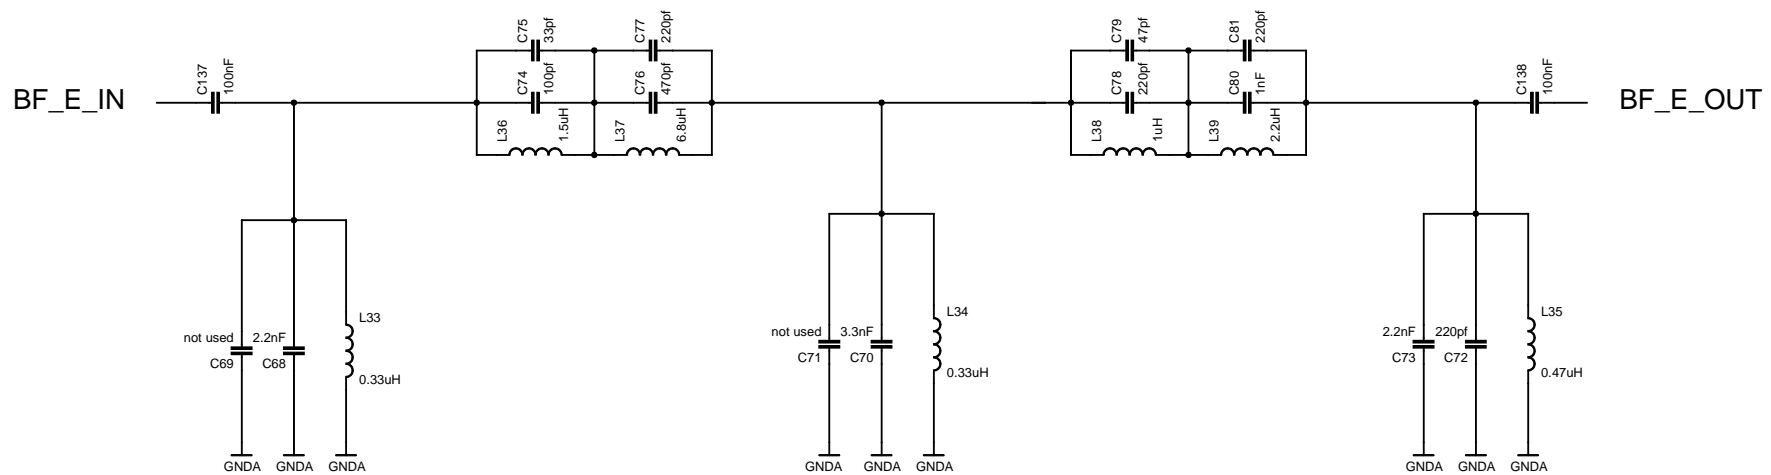 BF_E_IN
C137
100nF
C75
33pf
C77
220pf
C74
100pf
C76
470pf
L36
1.5uH
L37
6.8uH
C79
47pf
C81
220pf
C78
220pf
C80
1nF
L38
1uH
L39
2.2uH
C138
100nF
BF_E_OUT
not used
C69
2.2nF
C68
L33
0.33uH
GNDA
GNDA
GNDA
not used
C71
3.3nF
C70
L34
0.33uH
GNDA
GNDA
GNDA
2.2nF
C73
220pf
C72
L35
0.47uH
GNDA
GNDA
GNDA